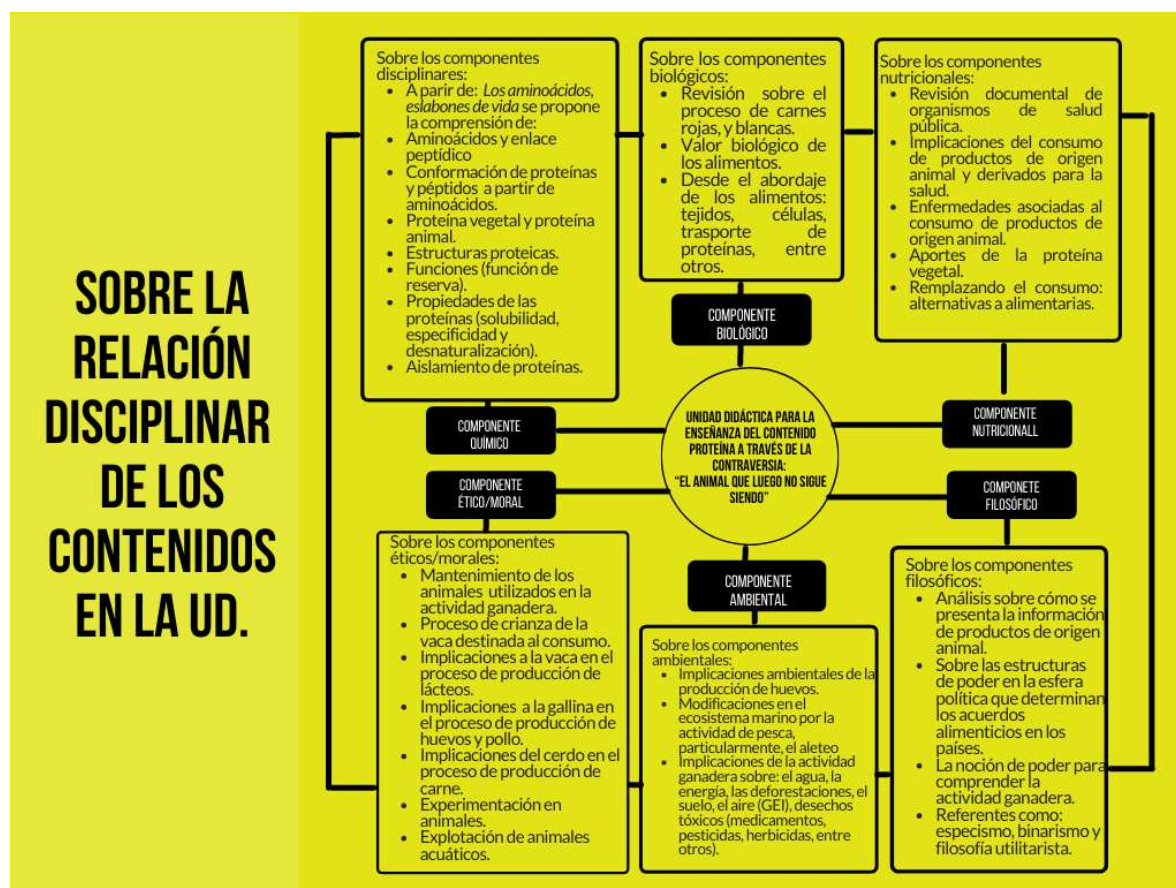 SOBRE LA
RELACIÓN
DISCIPLINAR
DE LOS
CONTENIDOS
EN LA UD.
Sobre los componentes
disciplinares:
• A parir de: Los aminoácidos,
eslabones de vida se propone
la comprensión de:
• Aminoácidos y enlace
peptídico
• Conformación de proteínas
y péptidos a partir de
aminoácidos.
• Proteína vegetal y proteína
animal.
• Estructuras proteicas.
• Funciones (función de
reserva).
• Propiedades de las
proteínas (solubilidad,
especificidad y
desnaturalización).
• Aislamiento de proteínas.
Sobre los componentes
biológicos:
• Revisión sobre el
proceso de carnes
rojas, y blancas.
• Valor biológico de
los alimentos.
• Desde el abordaje
de los alimentos:
tejidos, células,
trasporte de
proteínas, entre
otros.
Sobre los componentes
nutricionales:
• Revisión documental de
organismos de salud
pública.
• Implicaciones del consumo
de productos de origen
animal y derivados para la
salud.
• Enfermedades asociadas al
consumo de productos de
origen animal.
• Aportes de la proteína
vegetal.
• Remplazando el consumo:
alternativas a alimentarias.
COMPONENTE
BIOLÓGICO
COMPONENTE
QUÍMICO
UNIDAD DIDÁCTICA PARA LA
ENSEÑANZA DEL CONTENIDO
PROTEÍNA A TRAVÉS DE LA
CONTRAVERSIA:
“EL ANIMAL QUE LUEGO NO SIGUE
SIENDO”
COMPONENTE
NUTRICIONALL
COMPONENTE
ÉTICO/MORAL
COMPONETE
FILOSÓFICO
COMPONENTE
AMBIENTAL
Sobre los componentes
éticos/morales:
• Mantenimiento de los
animales utilizados en la
actividad ganadera.
• Proceso de crianza de la
vaca destinada al consumo.
• Implicaciones a la vaca en el
proceso de producción de
lácteos.
• Implicaciones a la gallina en
el proceso de producción de
huevos y pollo.
• Implicaciones del cerdo en el
proceso de producción de
carne.
• Experimentación en
animales.
• Explotación de animales
acuáticos.
Sobre los componentes
ambientales:
• Implicaciones ambientales de la
producción de huevos.
• Modificaciones en el
ecosistema marino por la
actividad de pesca,
particularmente, el aleteo
• Implicaciones de la actividad
ganadera sobre: el agua, la
energía, las deforestaciones, el
suelo, el aire (GEI), desechos
tóxicos (medicamentos,
pesticidas, herbicidas, entre
otros).
Sobre los componentes
filosóficos:
• Análisis sobre cómo se
presenta la información
de productos de origen
animal.
• Sobre las estructuras
de poder en la esfera
política que determinan
los acuerdos
alimenticios en los
países.
• La noción de poder para
comprender la
actividad ganadera.
• Referentes como:
especismo, binarismo y
filosofía utilitarista.